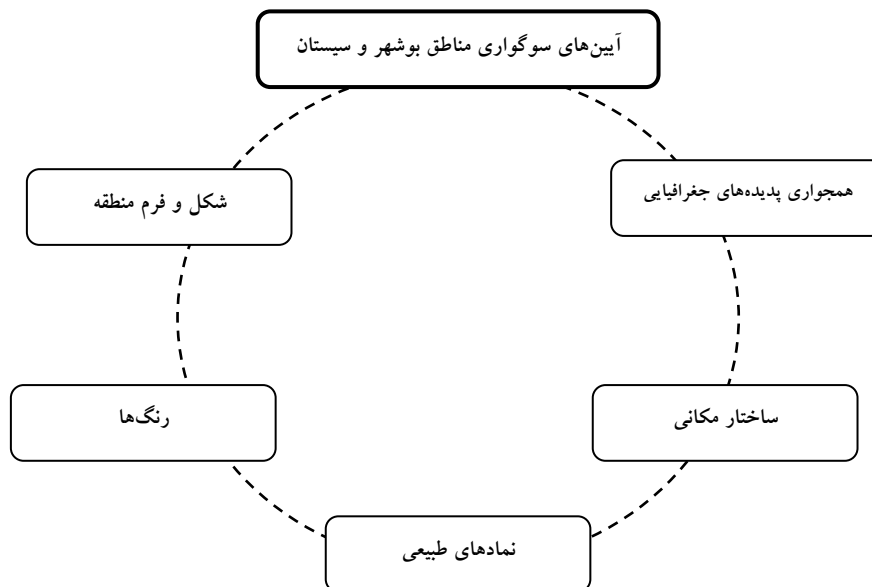 آیین‌های سوگواری مناطق بوشهر و سیستان
همجواری پدیده‌های جغرافیایی
شکل و فرم منطقه
ساختار مکانی
رنگ‌ها
نمادهای طبیعی